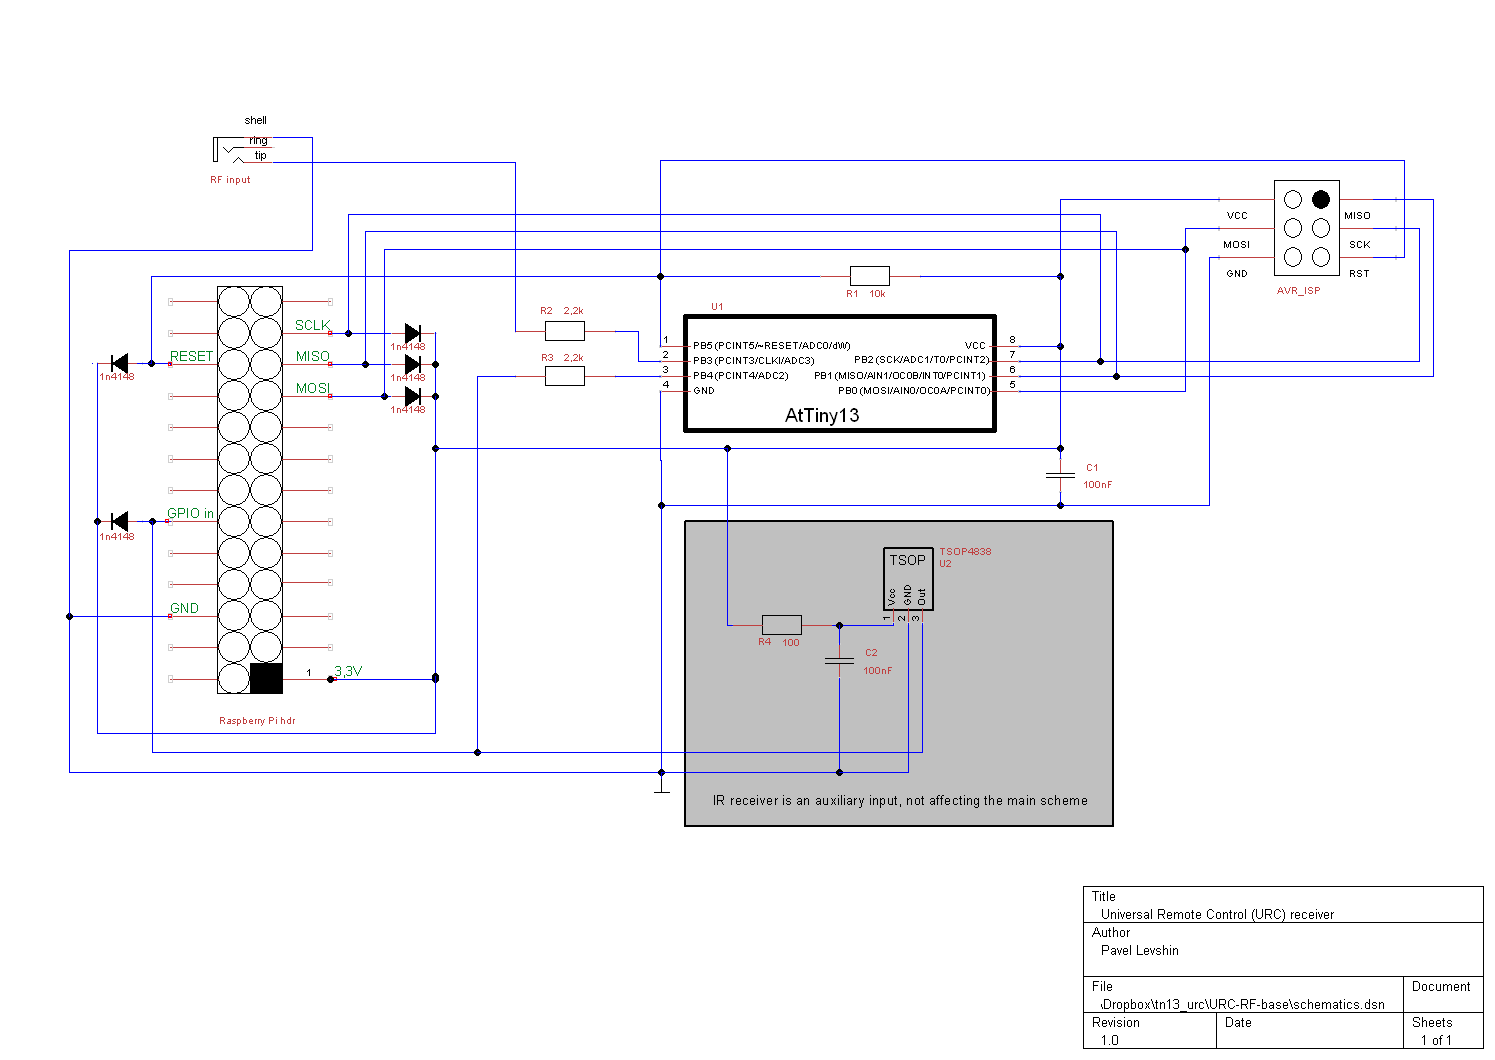 shell
ring
tip
RF input
VCC
MISO
MOSI
SCK
GND
RST
AVR_ISP
R1 10k
U1
R2 2,2k
R3 2,2k
SCLK
1n4148
RESET
MISO
1n4148
1n4148
MOSI
1n4148
1 PB5(PCINT5/~RESET/ADC0/dW)
2 PB3(PCINT3/CLKI/ADC3)
3 PB4(PCINT4/ADC2)
4 GND
VCC 8
PB2(SCK/ADC1/T0/PCINT2) 7
PB1(MISO/AIN1/OC0B/INT0/PCINT1) 6
PB0(MOSI/AIN0/OC0A/PCINT0) 5
AtTiny13
C1
100nF
GPIO in
1n4148
GND
1 3,3V
Raspberry Pi hdr
TSOP
TSOP4838
U2
Vcc
GND
Out
1
2
3
R4 100
C2
100nF
IR receiver is an auxiliary input, not affecting the main scheme
Title
Universal Remote Control (URC) receiver
Author
Pavel Levshin
File
.\Dropbox\tn13_urc\URC-RF-base\schematics.dsn
Document
Revision
1.0
Date
Sheets
1 of 1